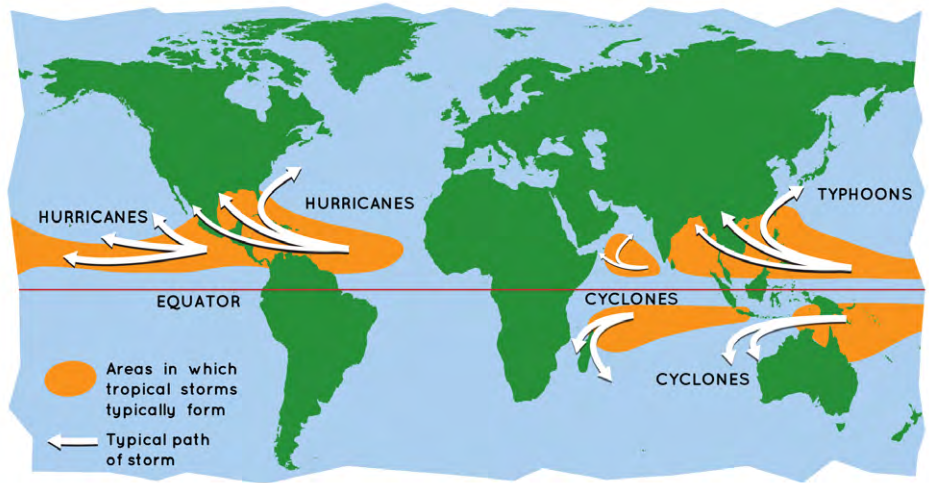 HURRICANES
HURRICANES
TYPHOONS
EQUATOR
CYCLONES
CYCLONES
Areas in which
tropical storms
typically form
Typical path
of storm